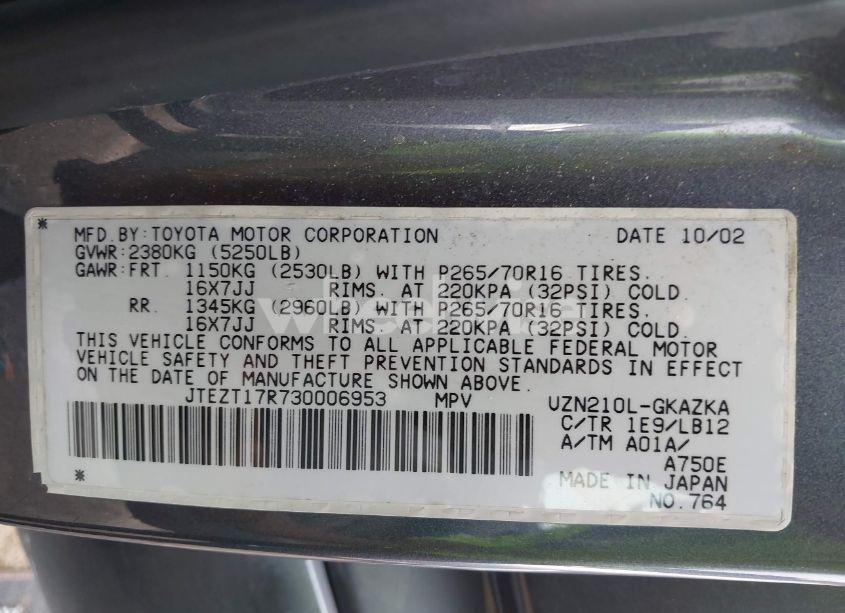 *
MFD.BY:TOYOTA MOTOR CORPORATION DATE 10/02
GVWR:2380KG (5250LB)
GAWR:FRT. 1150KG (2530LB) WITH P265/70R16 TIRES.
16X7JJ RIMS. AT 220KPA (32PSI) COLD.
RR. 1345KG (2960LB) WITH P265/70R16 TIRES.
16X7JJ RIMS. AT 220KPA (32PSI) COLD.
THIS VEHICLE CONFORMS TO ALL APPLICABLE FEDERAL MOTOR
VEHICLE SAFETY AND THEFT PREVENTION STANDARDS IN EFFECT
ON THE DATE OF MANUFACTURE SHOWN ABOVE.
JTEZT17R730006953 MPV UZN210L-GKAZKA
C/TR 1E9/LB12
A/TM A01A/
A750E
* MADE IN JAPAN
NO.764